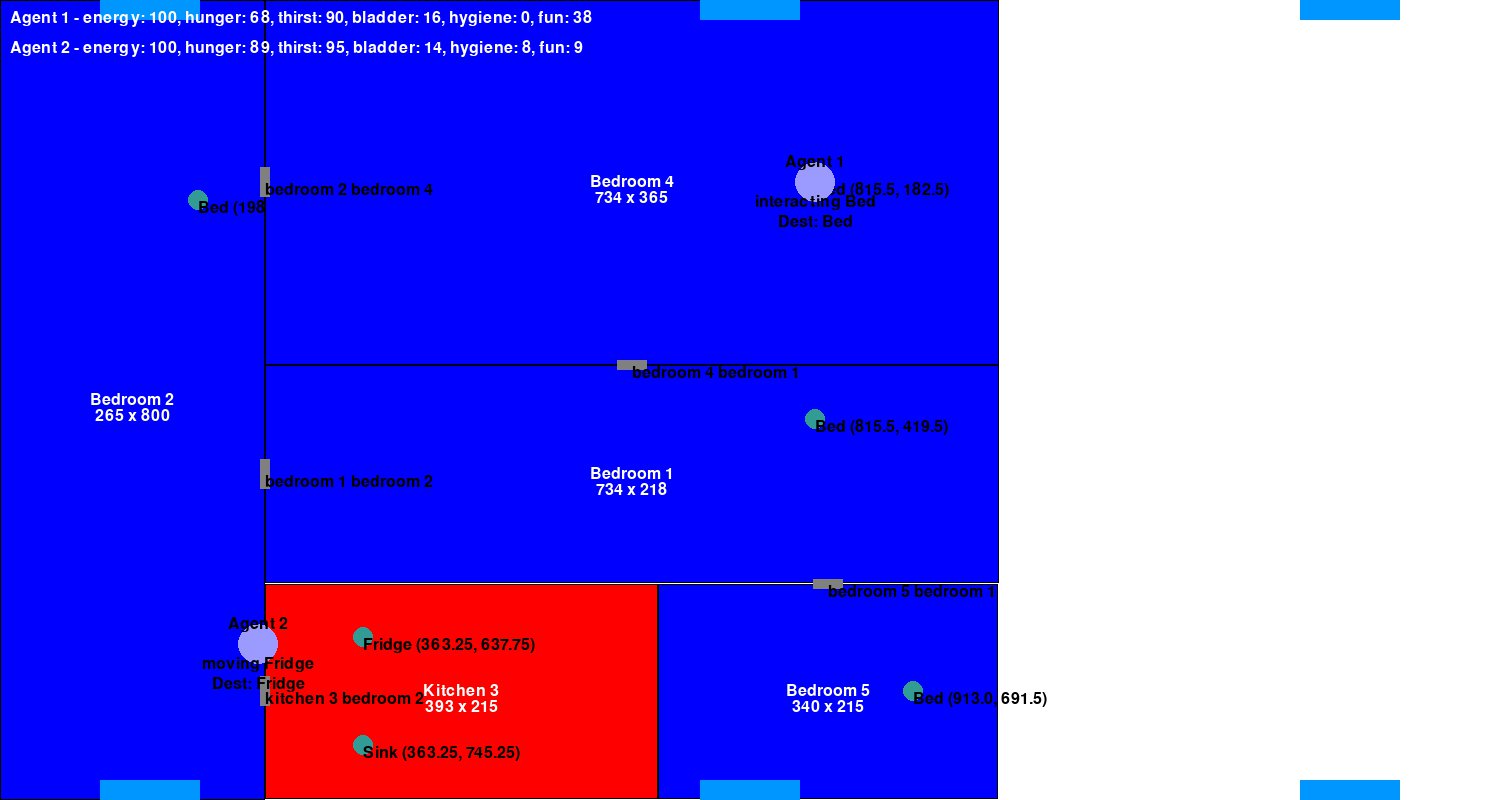 Agent 1 - energy: 100, hunger: 68, thirst: 90, bladder: 16, hygiene: 0, fun: 38
Agent 2 - energy: 100, hunger: 89, thirst: 95, bladder: 14, hygiene: 8, fun: 9
Agent 1
bedroom 2 bedroom 4
Bedroom 4
734 x 365
(815.5, 182.5)
Bed (198
interacting Bed
Dest: Bed
bedroom 4 bedroom 1
Bedroom 2
265 x 800
Bed (815.5, 419.5)
bedroom 1 bedroom 2
Bedroom 1
734 x 218
bedroom 5 bedroom 1
Agent 2
Fridge (363.25, 637.75)
moving Fridge
Dest: Fridge
kitchen 3 bedroom 2
Kitchen 3
393 x 215
Bedroom 5
340 x 215
Bed (913.0, 691.5)
Sink (363.25, 745.25)